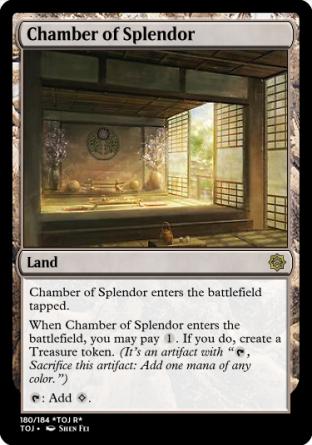 Chamber of Splendor
Land
Chamber of Splendor enters the battlefield
tapped.
When Chamber of Splendor enters the
battlefield, you may pay 1. If you do, create a
Treasure token. (It's an artifact with “,
Sacrifice this artifact: Add one mana of any
color.”)
: Add .
180/184 *TOJ R*
TOJ • Shen Fei